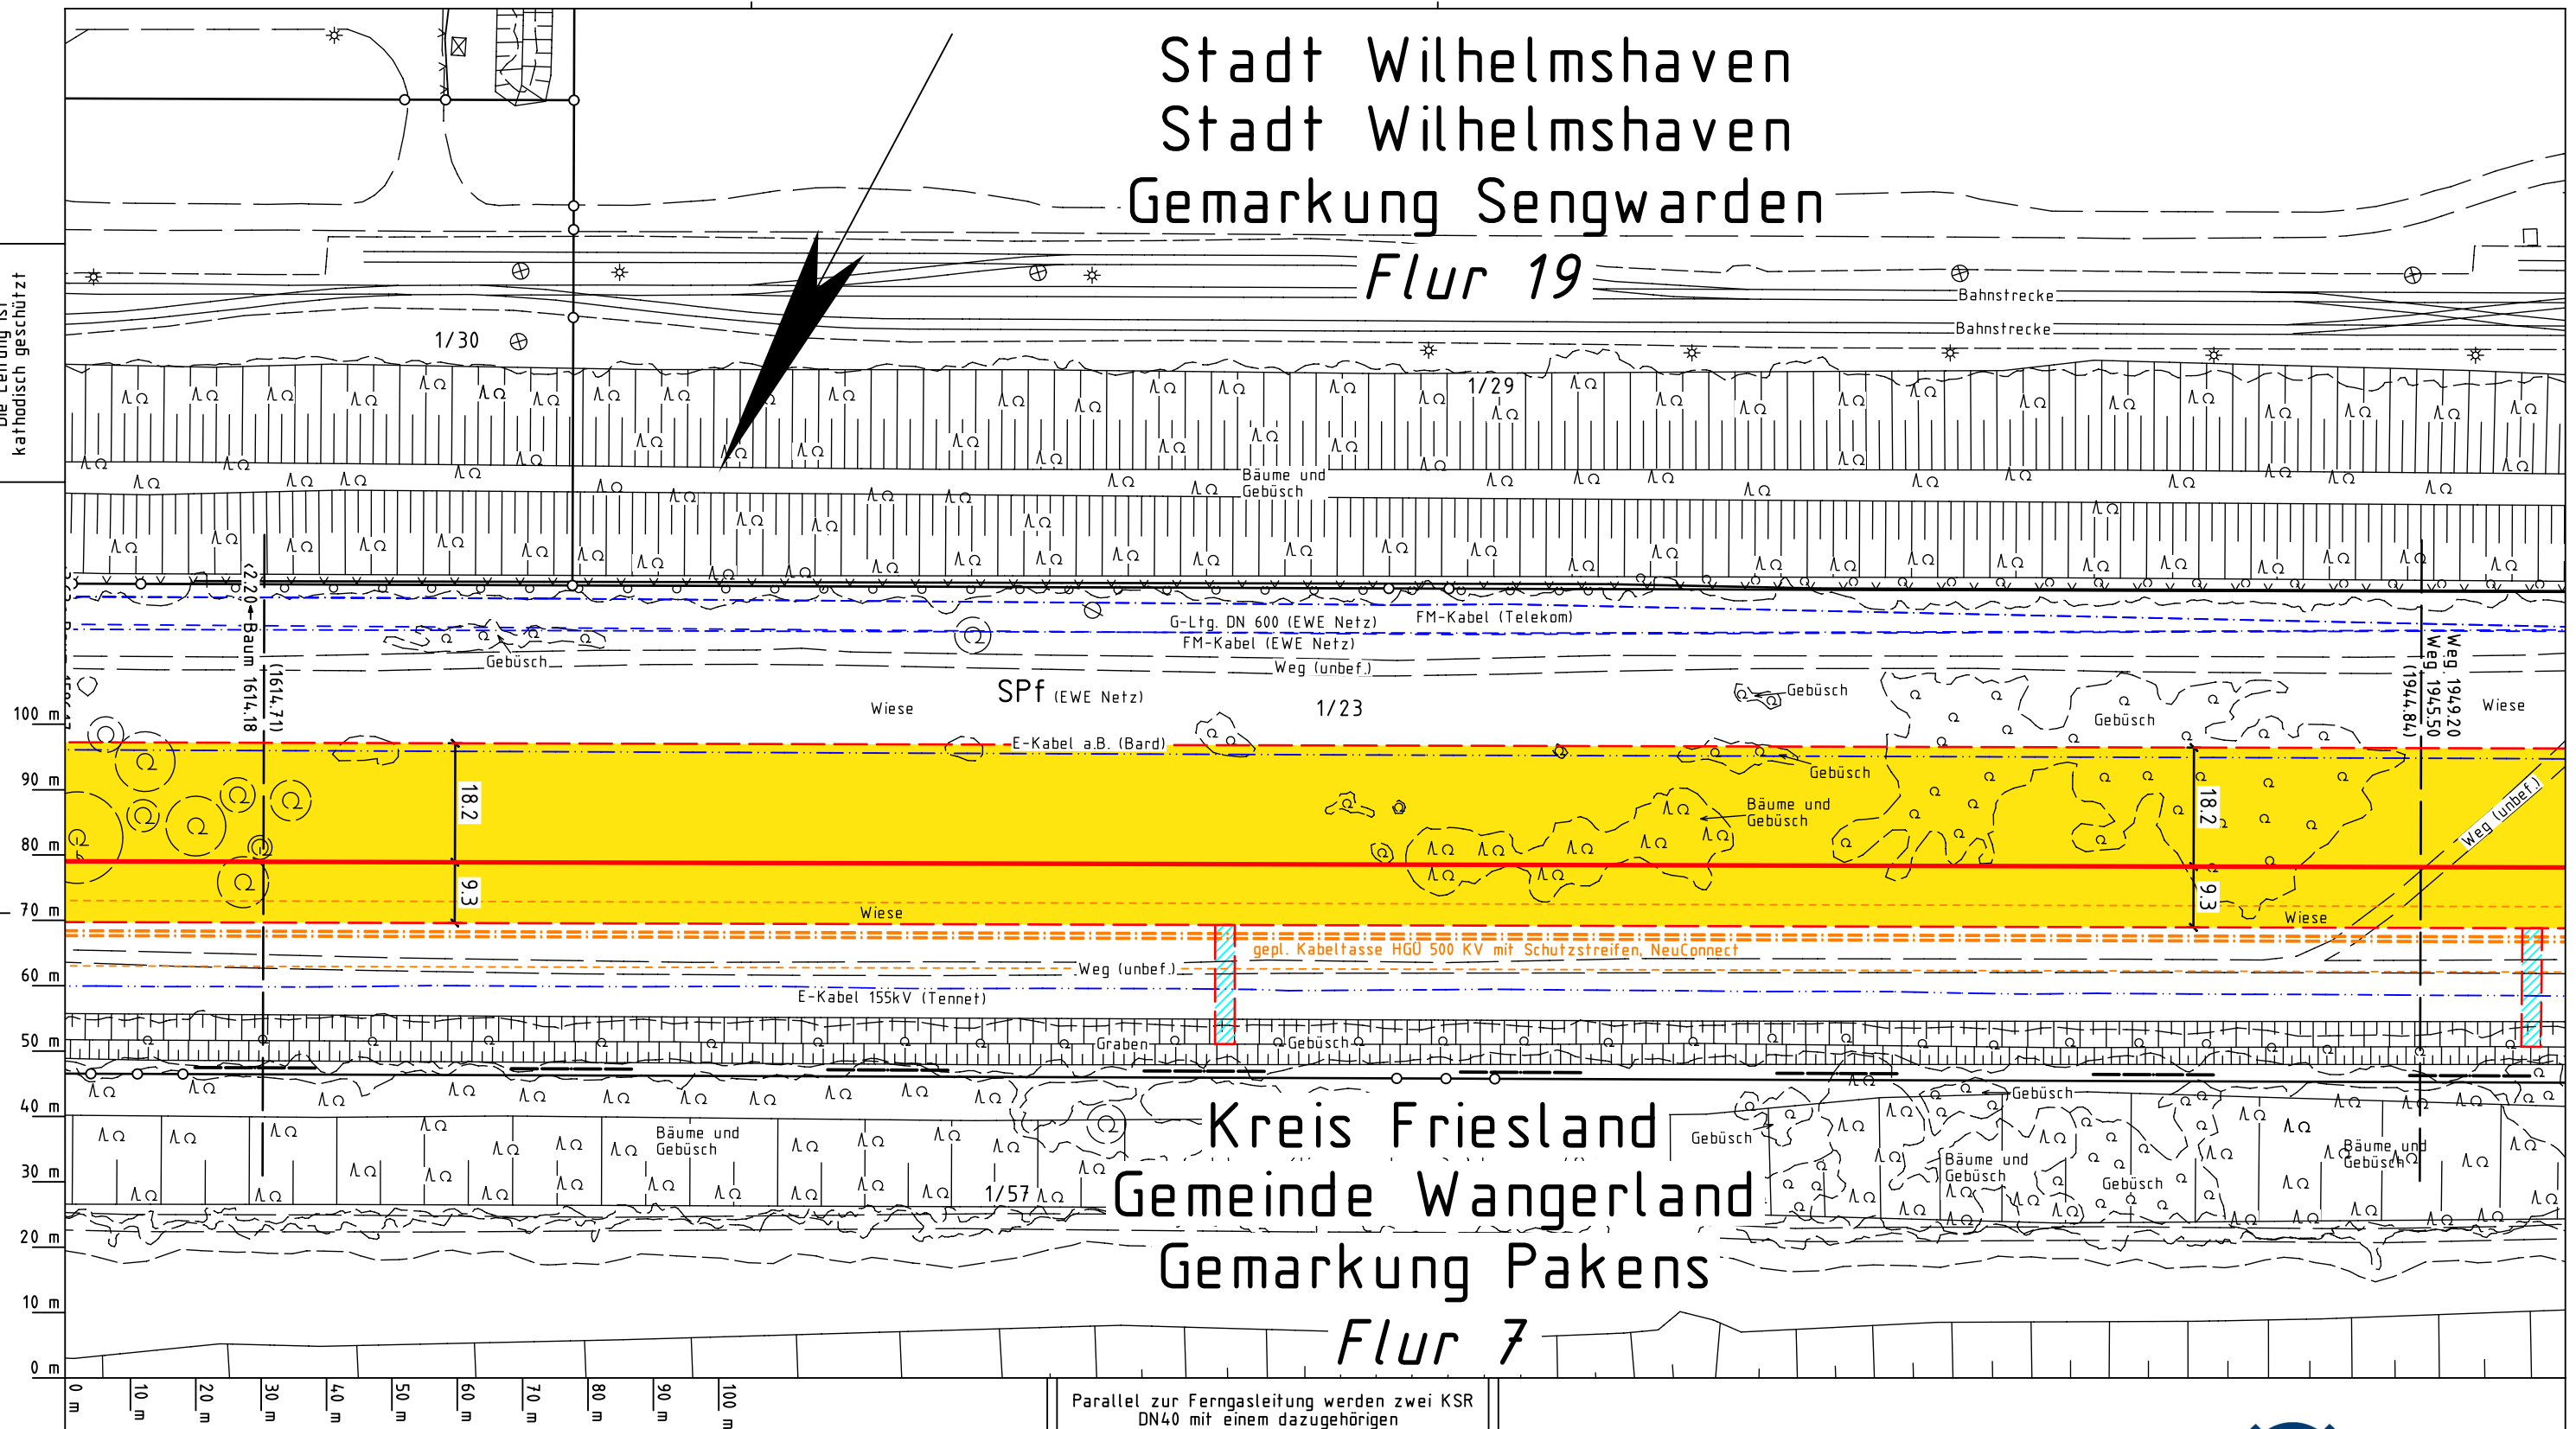 Stadt Wilhelmshaven
Stadt Wilhelmshaven
Gemarkung Sengwarden
Flur 19
Die Leitung ist
kathodisch geschützt
Bahnstrecke
Bahnstrecke
1/30
1/29
Bäume und
Gebüsch
G-Ltg. DN 600 (EWE Netz)
FM-Kabel (Telekom)
FM-Kabel (EWE Netz)
Gebüsch
Weg (unbef.)
<2.20
Baum 1614.18
(1614.71)
SPf (EWE Netz)
Wiese
1/23
Gebüsch
Gebüsch
Wiese
Weg 1949.20
Weg 1945.50
(1944.84)
E-Kabel a.B. (Bard)
Gebüsch
18.2
18.2
Bäume und
Gebüsch
Weg (unbef.)
9.3
9.3
Wiese
Wiese
gepl. Kabeltasse HGÜ 500 KV mit Schutzstreifen, NeuConnect
Weg (unbef.)
E-Kabel 155kV (Tennet)
Graben
Gebüsch
Gebüsch
Kreis Friesland
Gemeinde Wangerland
Gemarkung Pakens
Flur 7
Bäume und
Gebüsch
Gebüsch
Bäume und
Gebüsch
Gebüsch
Bäume und
Gebüsch
1/57
100 m
90 m
80 m
70 m
60 m
50 m
40 m
30 m
20 m
10 m
0 m
0 m
10 m
20 m
30 m
40 m
50 m
60 m
70 m
80 m
90 m
100 m
Parallel zur Ferngasleitung werden zwei KSR
DN40 mit einem dazugehörigen